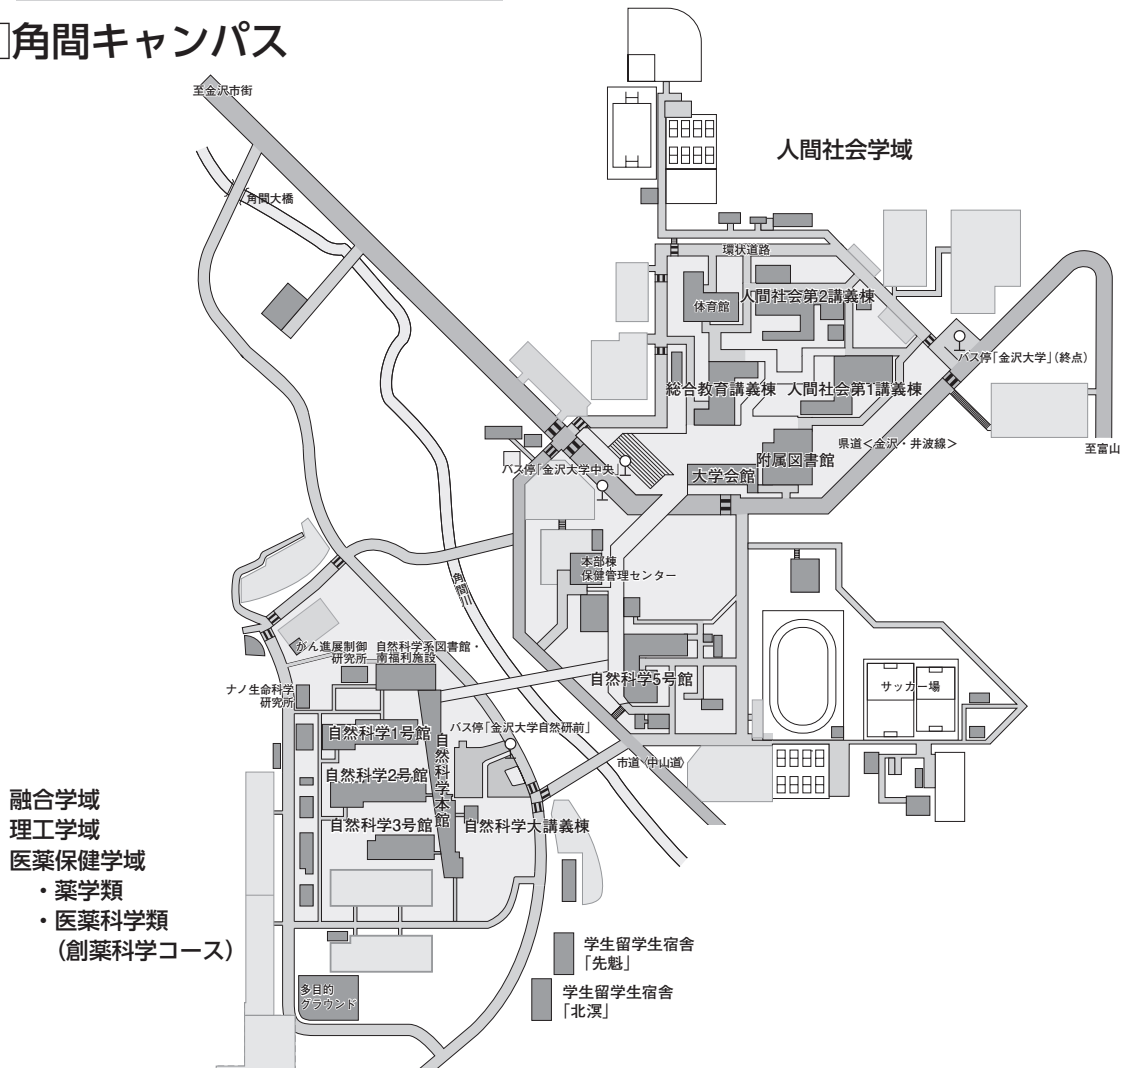 角間キャンパス
至金沢市街
人間社会学域
角間大橋
環状道路
体育館
人間社会第2講義棟
バス停「金沢大学」(終点)
総合教育講義棟
人間社会第1講義棟
県道<金沢・井波線>
至富山
附属図書館
大学会館
バス停「金沢大学中央」
本部棟
保健管理センター
角間川
がん進展制御
研究所
自然科学系図書館・
南福利施設
ナノ生命科学
研究所
自然科学5号館
サッカー場
バス停「金沢大学自然研前」
自然科学1号館
自然科学本館
市道(中山道)
自然科学2号館
自然科学3号館
自然科学大講義棟
融合学域
理工学域
医薬保健学域
・薬学類
・医薬科学類
(創薬科学コース)
学生留学生宿舎
「先魁」
学生留学生宿舎
「北溟」
多目的
グラウンド